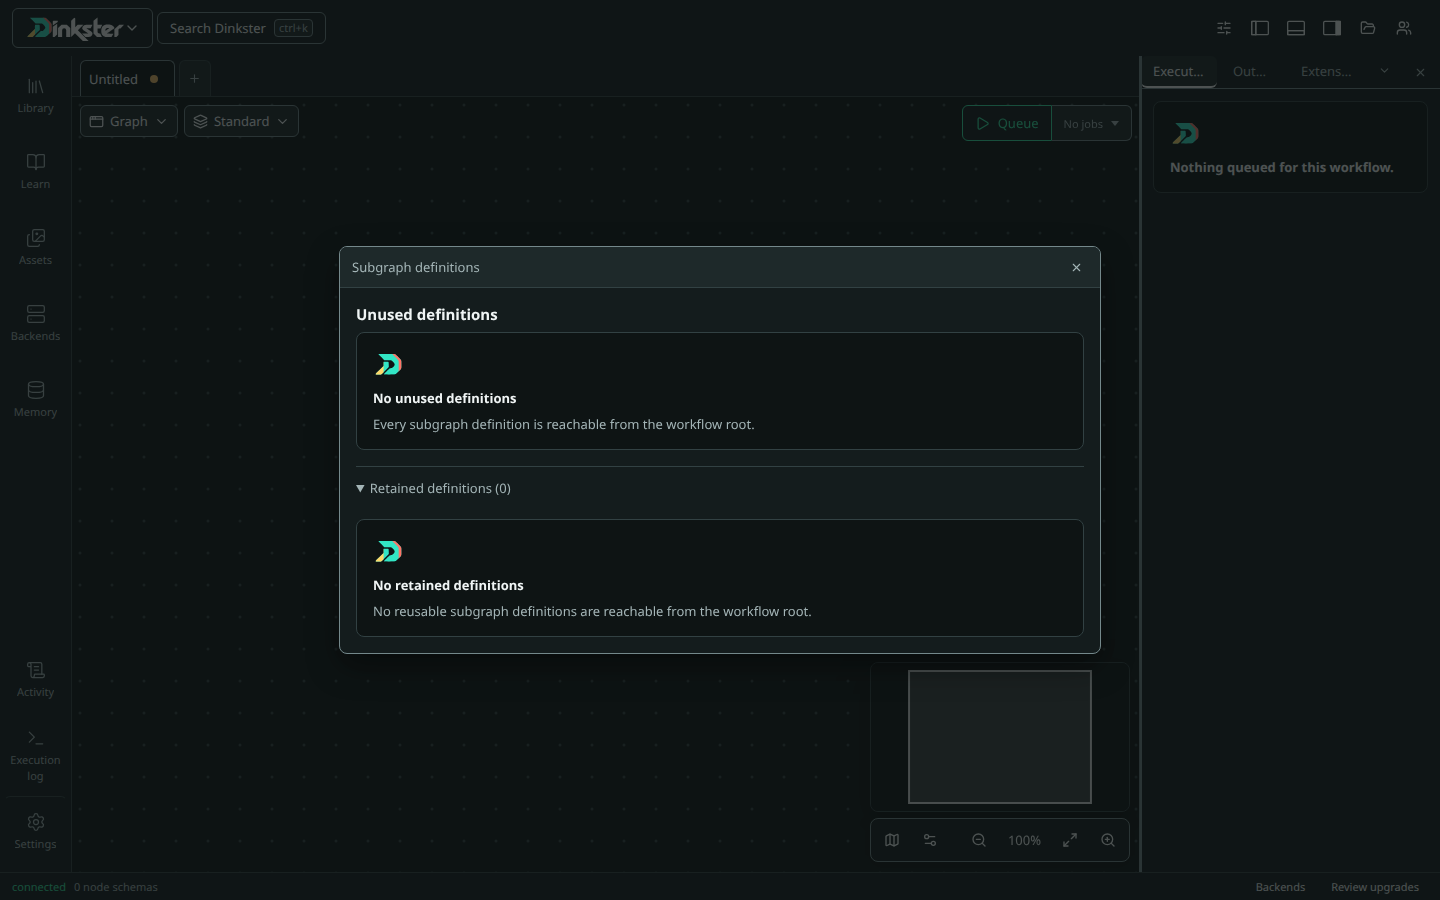 Dinkster
Search Dinkster ctrl+k
Untitled
+
Execut...
Out...
Extens...
Library
Learn
Assets
Backends
Memory
Activity
Execution
log
Settings
Graph
Standard
Queue
No jobs
Nothing queued for this workflow.
Subgraph definitions
Unused definitions
No unused definitions
Every subgraph definition is reachable from the workflow root.
Retained definitions (0)
No retained definitions
No reusable subgraph definitions are reachable from the workflow root.
100%
connected 0 node schemas
Backends
Review upgrades